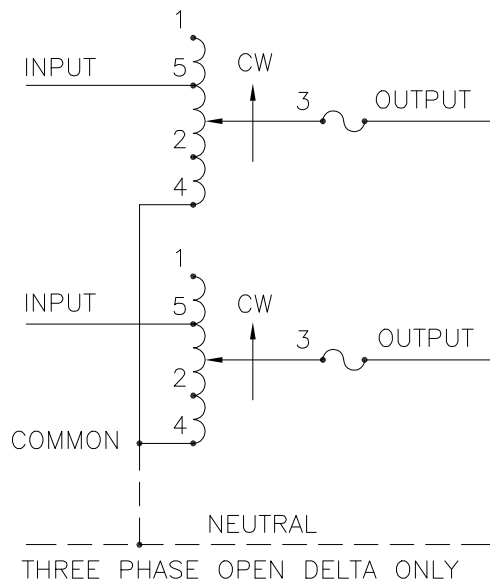 1
INPUT
5
CW
3
OUTPUT
2
4
1
INPUT
5
CW
3
OUTPUT
2
4
COMMON
NEUTRAL
THREE PHASE OPEN DELTA ONLY